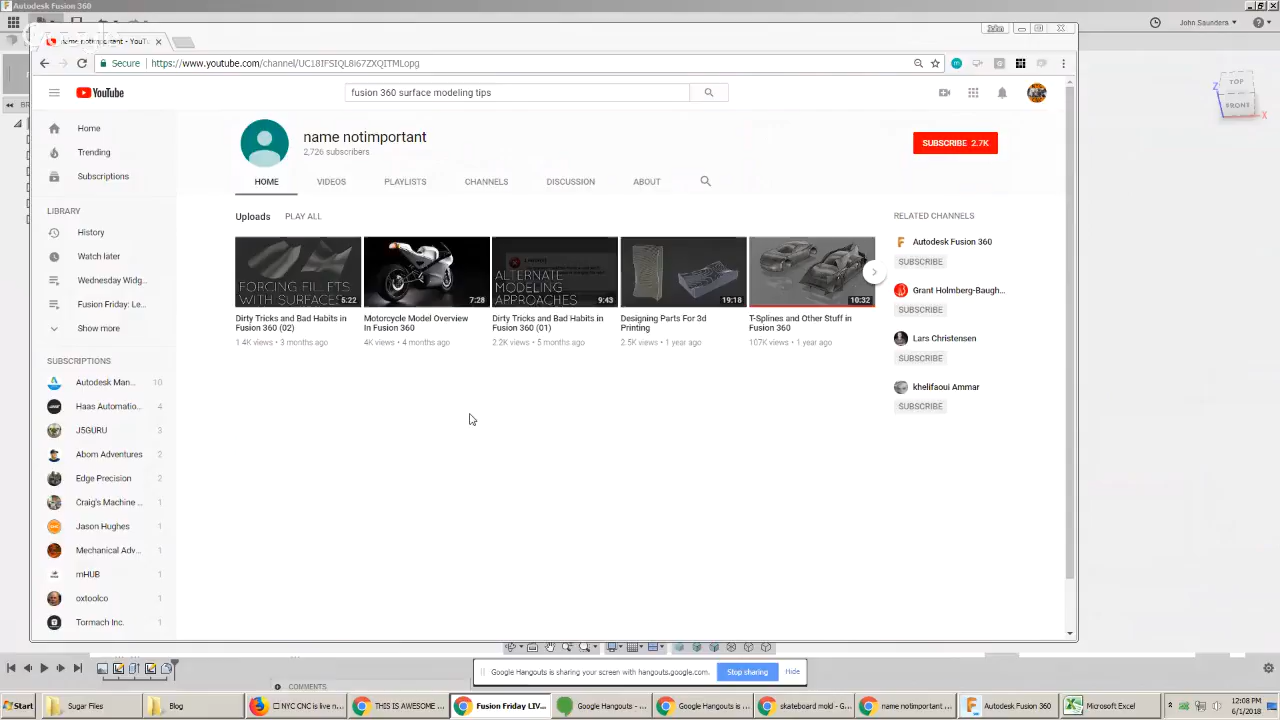 Autodesk Fusion 360
John Saunders
John
name notimportant - YouTu
Secure https://www.youtube.com/channel/UC18IFSIQL8i67ZXQITMLopg
YouTube
fusion 360 surface modeling tips
TOP
FRONT
Z
X
Home
Trending
Subscriptions
LIBRARY
History
Watch later
Wednesday Widg...
Fusion Friday: Le...
Show more
SUBSCRIPTIONS
Autodesk Man... 10
Haas Automatio... 4
J5GURU 3
Abom Adventures 2
Edge Precision 2
Craig's Machine ... 1
Jason Hughes 1
Mechanical Adv... 1
mHUB 1
oxtoolco 1
Tormach Inc. 1
name notimportant
2,726 subscribers
SUBSCRIBE 2.7K
HOME VIDEOS PLAYLISTS CHANNELS DISCUSSION ABOUT
Uploads PLAY ALL
FORCING FILLETS
WITH SURFACES
5:22
7:28
ALTERNATE
MODELING
APPROACHES
9:43
19:18
10:32
Dirty Tricks and Bad Habits in
Fusion 360 (02)
1.4K views • 3 months ago
Motorcycle Model Overview
In Fusion 360
4K views • 4 months ago
Dirty Tricks and Bad Habits in
Fusion 360 (01)
2.2K views • 5 months ago
Designing Parts For 3d
Printing
2.5K views • 1 year ago
T-Splines and Other Stuff in
Fusion 360
107K views • 1 year ago
RELATED CHANNELS
Autodesk Fusion 360
SUBSCRIBE
Grant Holmberg-Baugh...
SUBSCRIBE
Lars Christensen
SUBSCRIBE
khelifaoui Ammar
SUBSCRIBE
Google Hangouts is sharing your screen with hangouts.google.com.
Stop sharing
Hide
COMMENTS
Start
Sugar Files
Blog
CI NYC CNC is live n...
THIS IS AWESOME ...
Fusion Friday LIV...
Google Hangouts - ...
Google Hangouts is ...
skateboard mold - G...
name notimportant ...
Autodesk Fusion 360
Microsoft Excel
12:08 PM
6/1/2018